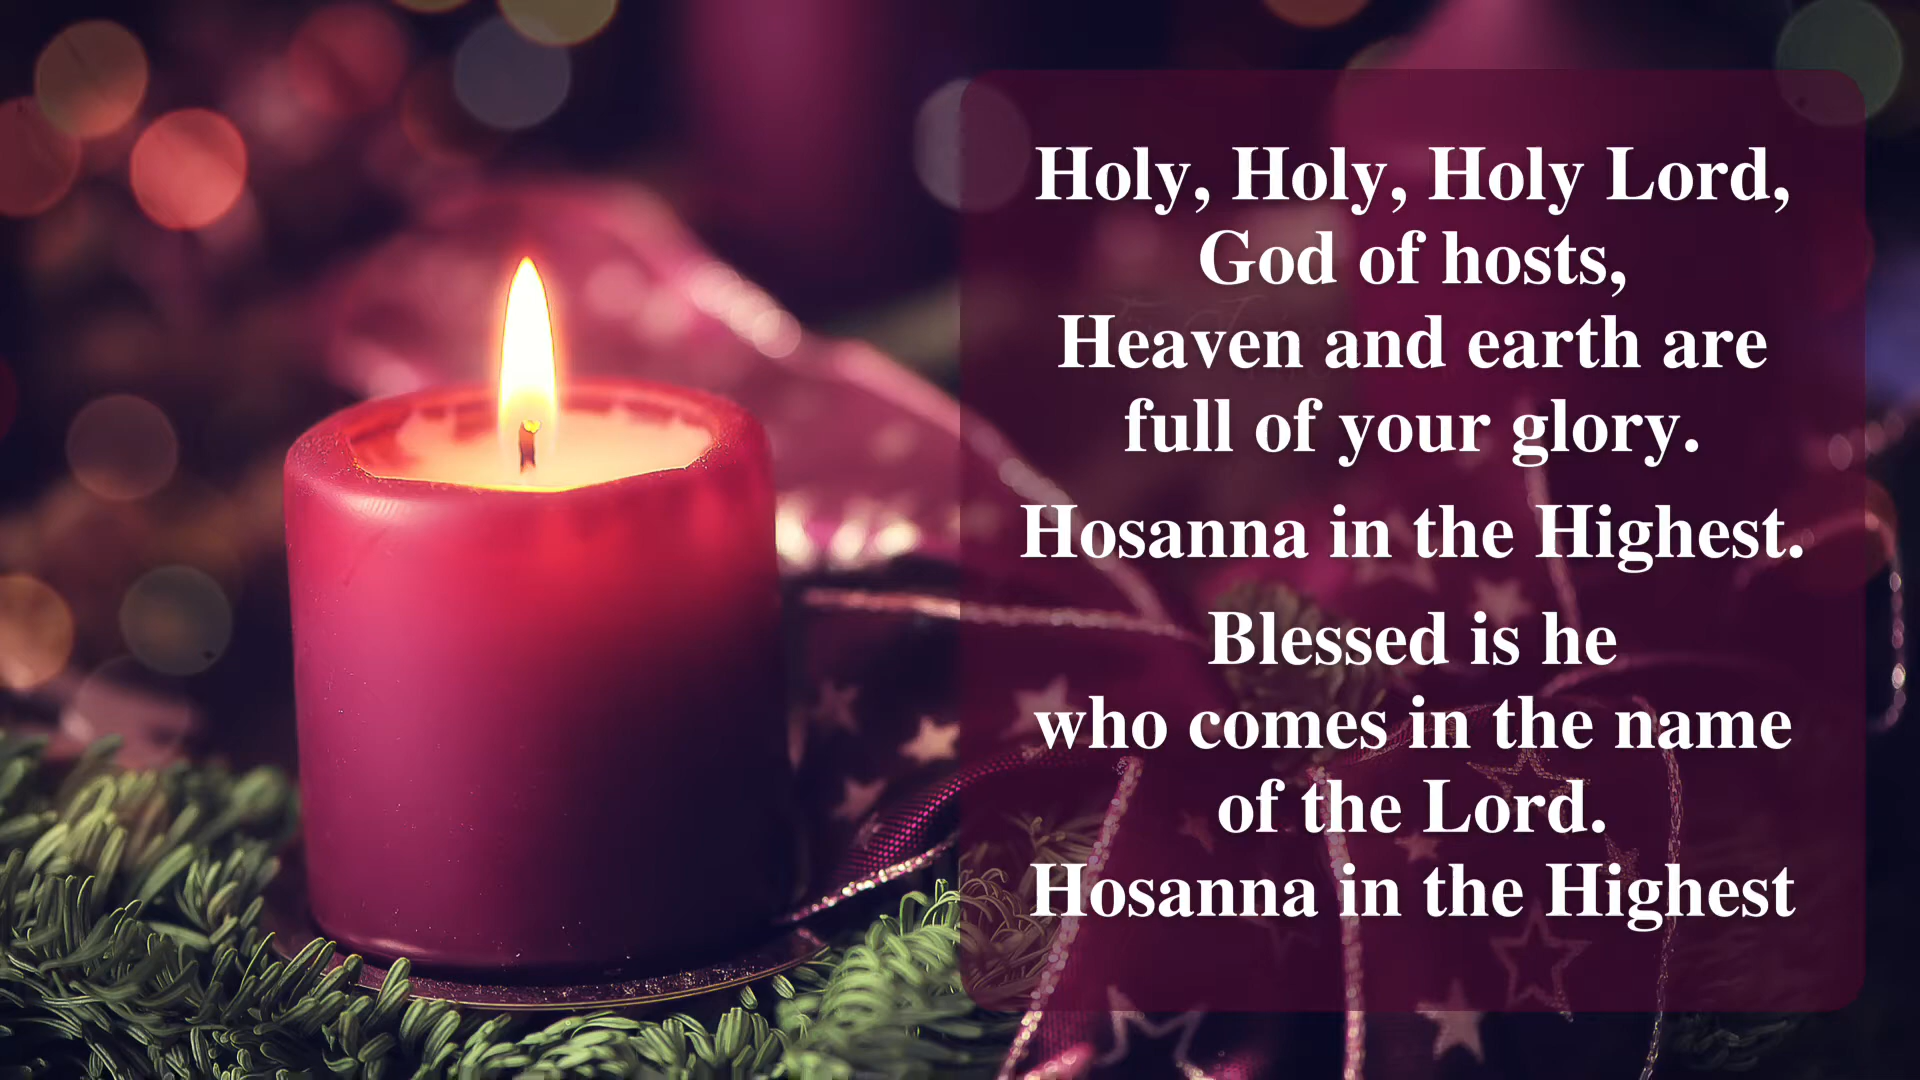 Holy, Holy, Holy Lord,
God of hosts,
Heaven and earth are
full of your glory.
Hosanna in the Highest.
Blessed is he
who comes in the name
of the Lord.
Hosanna in the Highest